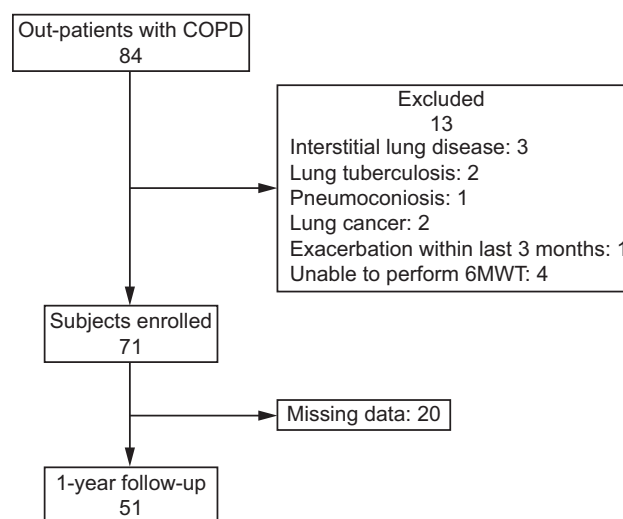 Out-patients with COPD
84
Excluded
13
Interstitial lung disease: 3
Lung tuberculosis: 2
Pneumoconiosis: 1
Lung cancer: 2
Exacerbation within last 3 months: 1
Unable to perform 6MWT: 4
Subjects enrolled
71
Missing data: 20
1-year follow-up
51